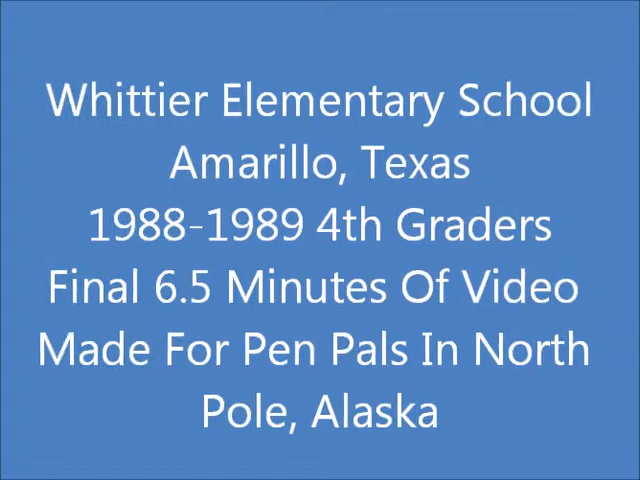 Whittier Elementary School
Amarillo, Texas
1988-1989 4th Graders
Final 6.5 Minutes Of Video
Made For Pen Pals In North
Pole, Alaska